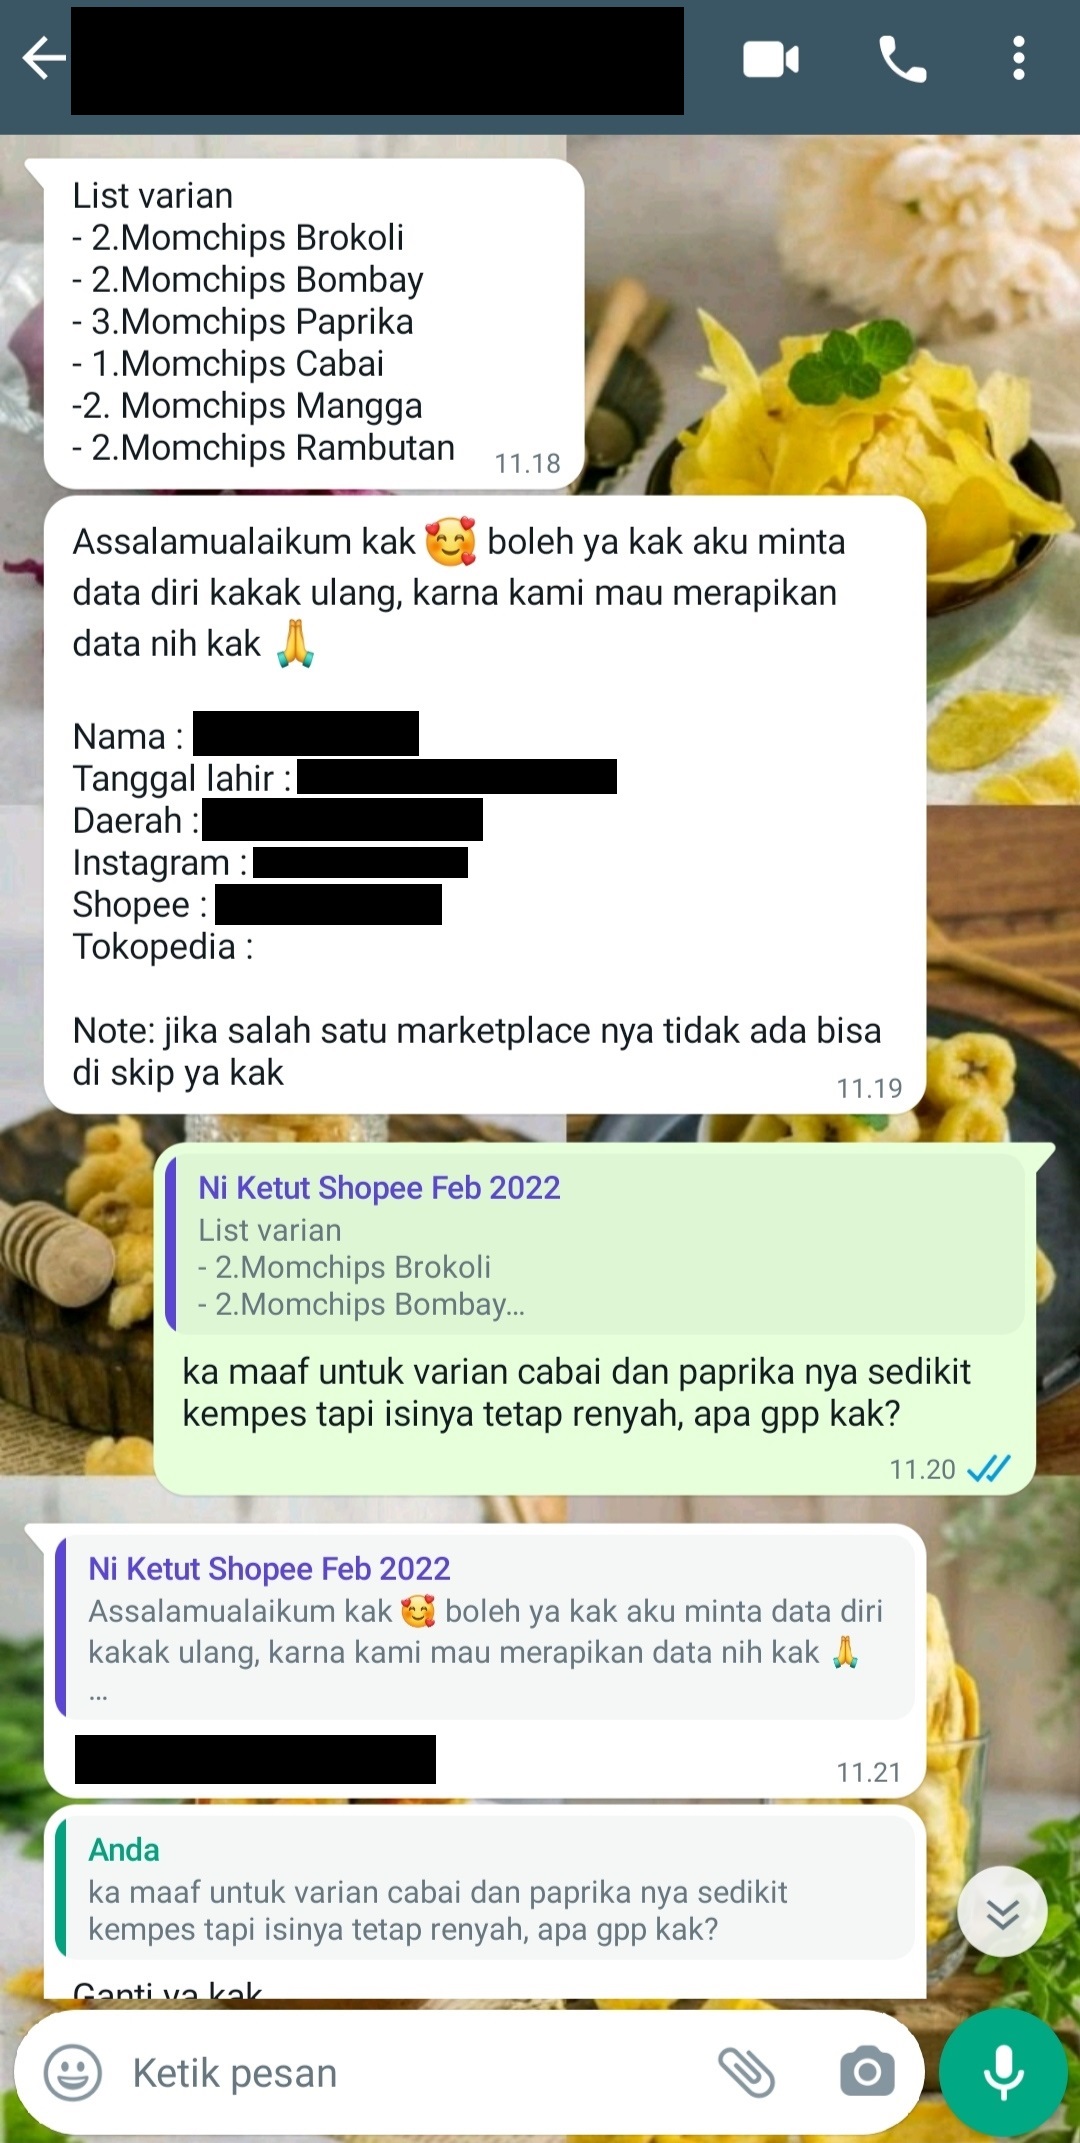 List varian
- 2.Momchips Brokoli
- 2.Momchips Bombay
- 3.Momchips Paprika
- 1.Momchips Cabai
-2. Momchips Mangga
- 2.Momchips Rambutan
11.18
Assalamualaikum kak 🥰 boleh ya kak aku minta
data diri kakak ulang, karna kami mau merapikan
data nih kak 🙏
Nama :
Tanggal lahir :
Daerah :
Instagram :
Shopee :
Tokopedia :
Note: jika salah satu marketplace nya tidak ada bisa
di skip ya kak
11.19
Ni Ketut Shopee Feb 2022
List varian
- 2.Momchips Brokoli
- 2.Momchips Bombay...
ka maaf untuk varian cabai dan paprika nya sedikit
kempes tapi isinya tetap renyah, apa gpp kak?
11.20
Ni Ketut Shopee Feb 2022
Assalamualaikum kak 🥰 boleh ya kak aku minta data diri
kakak ulang, karna kami mau merapikan data nih kak 🙏
...
11.21
Anda
ka maaf untuk varian cabai dan paprika nya sedikit
kempes tapi isinya tetap renyah, apa gpp kak?
Ganti ya kak
Ketik pesan